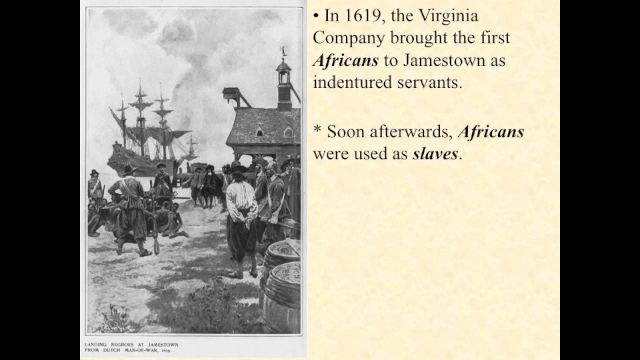 • In 1619, the Virginia
Company brought the first
Africans to Jamestown as
indentured servants.
* Soon afterwards, Africans
were used as slaves.
LANDING NEGROES AT JAMESTOWN
FROM DUTCH MAN-OF-WAR, 1619